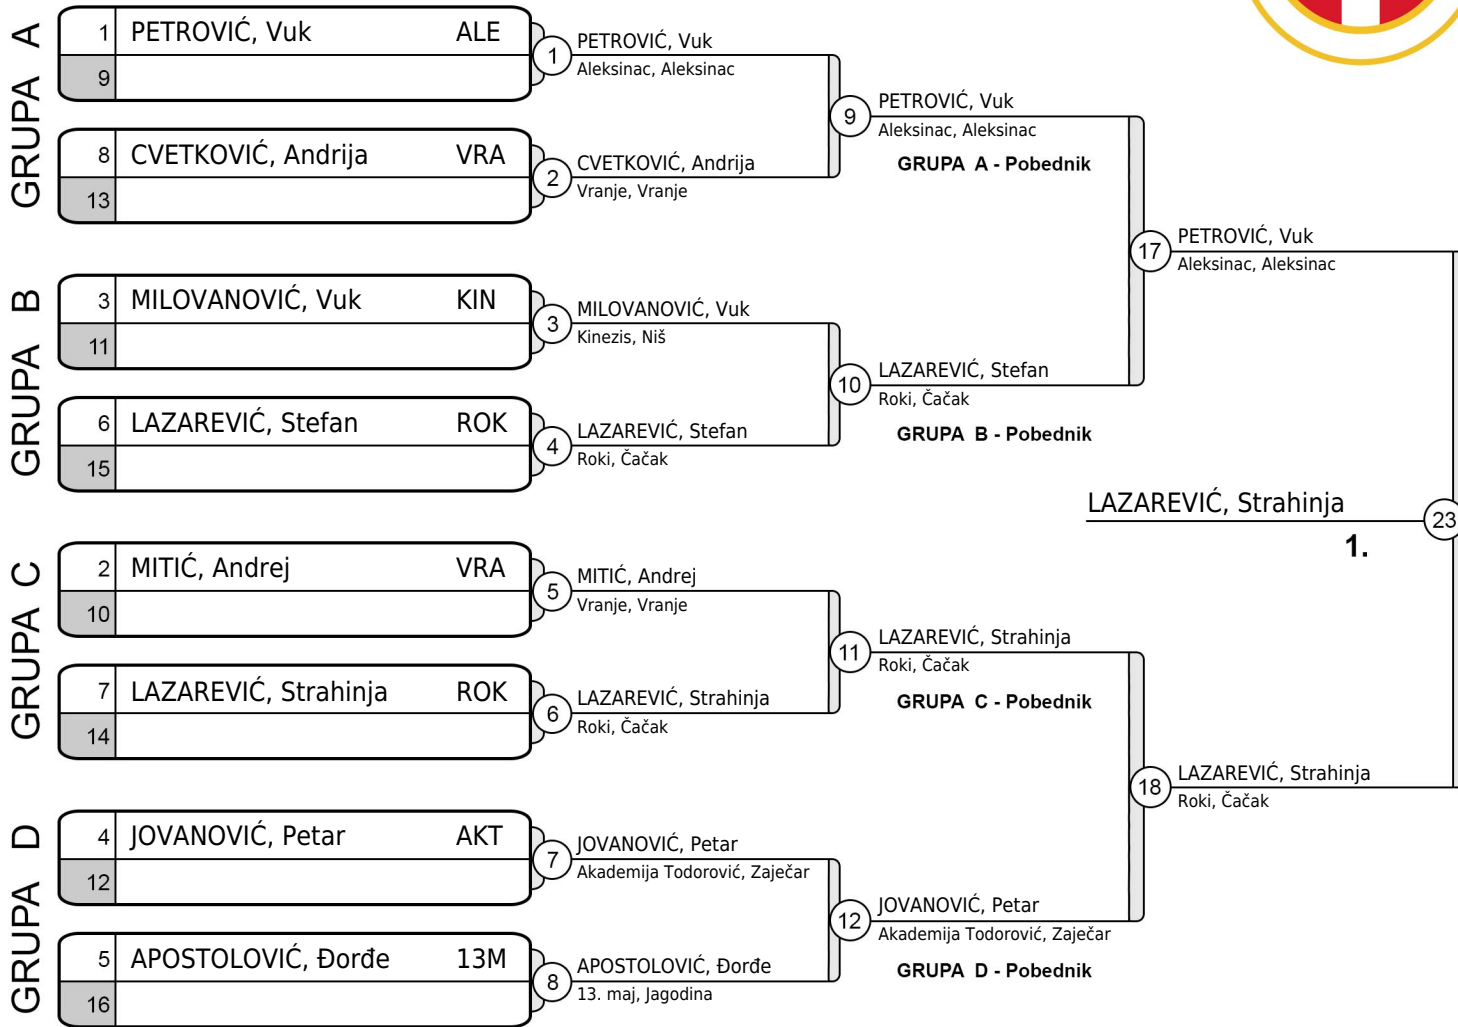 GRUPA A
1 PETROVIĆ, Vuk ALE
9
8 CVETKOVIĆ, Andrija VRA
13
1 PETROVIĆ, Vuk
Aleksinac, Aleksinac
2 CVETKOVIĆ, Andrija
Vranje, Vranje
9 PETROVIĆ, Vuk
Aleksinac, Aleksinac
GRUPA A - Pobednik
GRUPA B
3 MILOVANOVIĆ, Vuk KIN
11
6 LAZAREVIĆ, Stefan ROK
15
3 MILOVANOVIĆ, Vuk
Kinezis, Niš
4 LAZAREVIĆ, Stefan
Roki, Čačak
10 LAZAREVIĆ, Stefan
Roki, Čačak
GRUPA B - Pobednik
17 PETROVIĆ, Vuk
Aleksinac, Aleksinac
GRUPA C
2 MITIĆ, Andrej VRA
10
7 LAZAREVIĆ, Strahinja ROK
14
5 MITIĆ, Andrej
Vranje, Vranje
6 LAZAREVIĆ, Strahinja
Roki, Čačak
11 LAZAREVIĆ, Strahinja
Roki, Čačak
GRUPA C - Pobednik
GRUPA D
4 JOVANOVIĆ, Petar AKT
12
5 APOSTOLOVIĆ, Đorđe 13M
16
7 JOVANOVIĆ, Petar
Akademija Todorović, Zaječar
8 APOSTOLOVIĆ, Đorđe
13. maj, Jagodina
12 JOVANOVIĆ, Petar
Akademija Todorović, Zaječar
GRUPA D - Pobednik
18 LAZAREVIĆ, Strahinja
Roki, Čačak
LAZAREVIĆ, Strahinja 23
1.